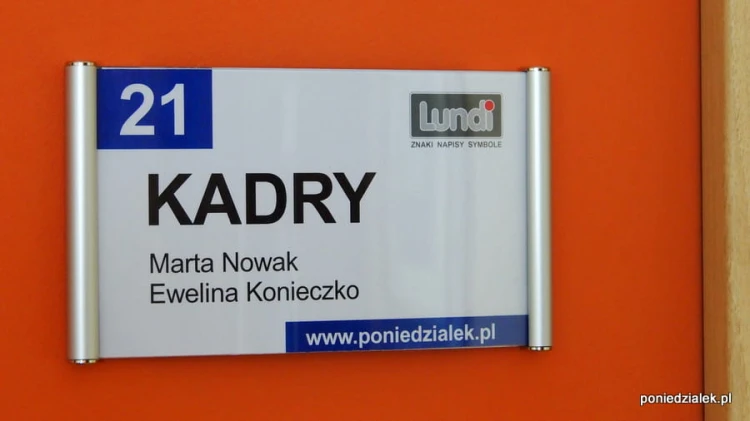 21
Lundi
ZNAKI NAPISY SYMBOLE
KADRY
Marta Nowak
Ewelina Konieczko
www.poniedzialek.pl
poniedzialek.pl